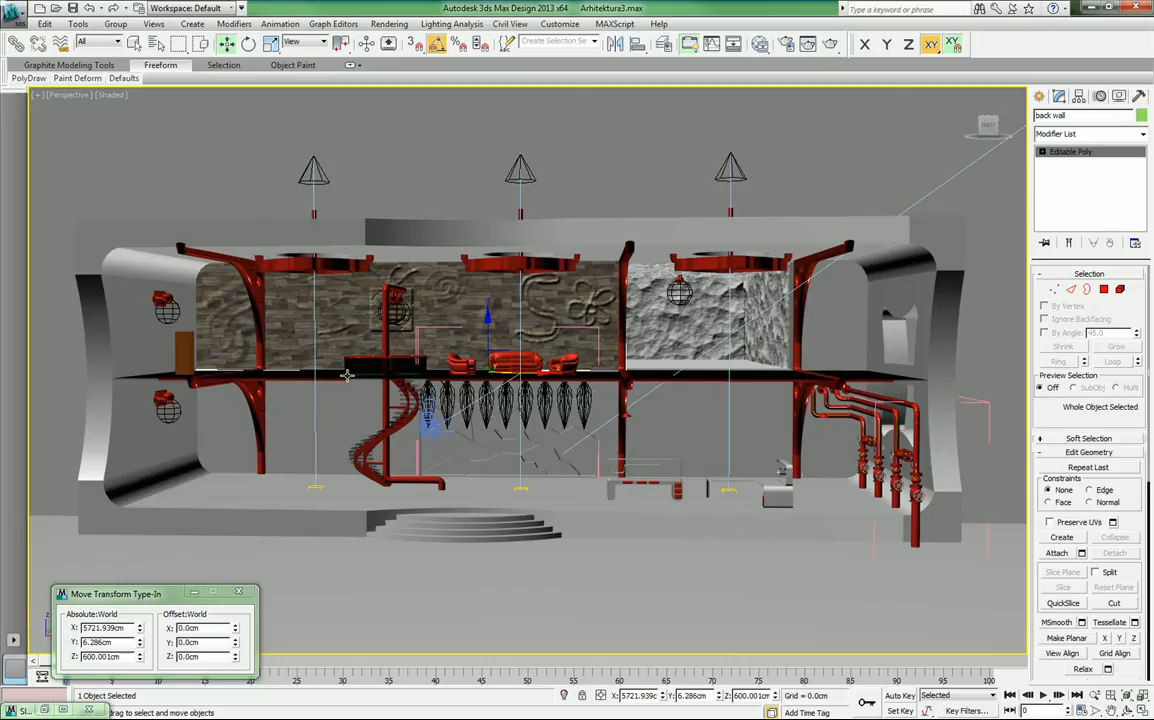 Workspace: Default
Autodesk 3ds Max Design 2013 x64 Arhitektura3.max
Type a keyword or phrase
Edit Tools Group Views Create Modifiers Animation Graph Editors Rendering Lighting Analysis Civil View Customize MAXScript Help
All View 3 Create Selection Se X Y Z XY XY
Graphite Modeling Tools Freeform Selection Object Paint
PolyDraw Paint Deform Defaults
[+] [Perspective] [Shaded]
FRONT
back wall
Modifier List
Editable Poly
Selection
By Vertex
Ignore Backfacing
By Angle: 45.0
Shrink Grow
Ring Loop
Preview Selection
Off SubObj Multi
Whole Object Selected
Soft Selection
Edit Geometry
Repeat Last
Constraints
None Edge
Face Normal
Preserve UVs
Create Collapse
Attach Detach
Slice Plane Split
Slice Reset Plane
QuickSlice Cut
MSmooth Tessellate
Make Planar X Y Z
View Align Grid Align
Relax
Move Transform Type-In
Absolute:World Offset:World
X: 5721.939cm X: 0.0cm
Y: 6.286cm Y: 0.0cm
Z: 600.001cm Z: 0.0cm
25 30 35 40 45 50 55 60 65 70 75 80 85 90 95 100
1 Object Selected X: 5721.939c Y: 6.286cm Z: 600.001cm Grid = 0.0cm Auto Key Selected
drag to select and move objects Add Time Tag Set Key Key Filters... 0